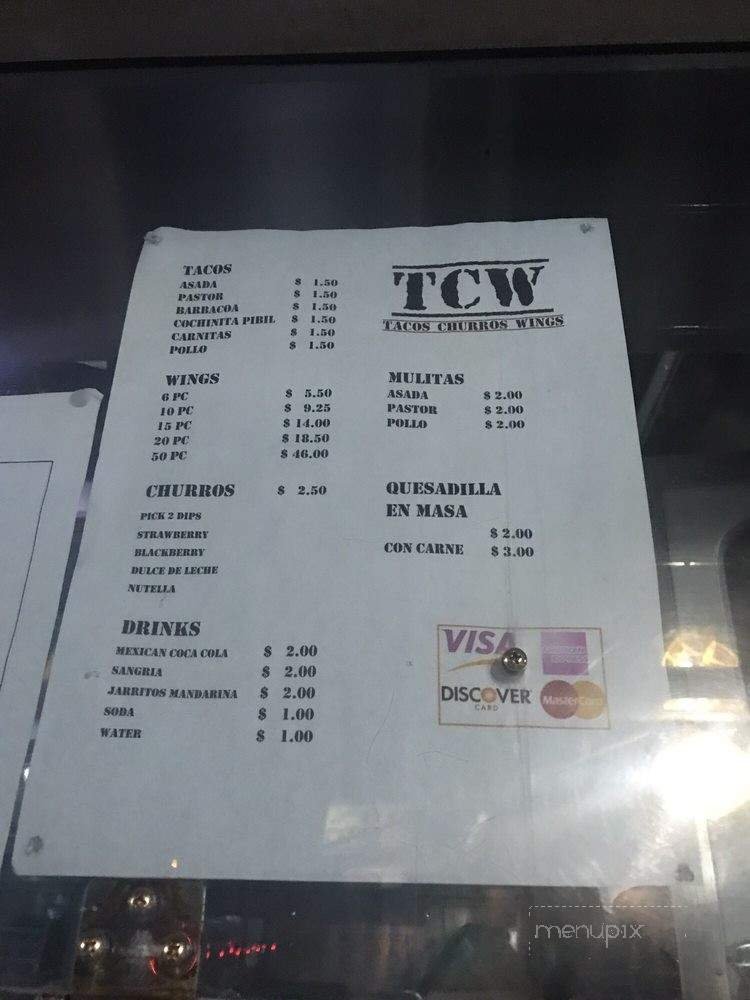 TACOS
ASADA $ 1.50
PASTOR $ 1.50
BARBACOA $ 1.50
COCHINITA PIBIL $ 1.50
CARNITAS $ 1.50
POLLO $ 1.50
TCW
TACOS CHURROS WINGS
WINGS
6 PC $ 5.50
10 PC $ 9.25
15 PC $ 14.00
20 PC $ 18.50
50 PC $ 46.00
MULITAS
ASADA $ 2.00
PASTOR $ 2.00
POLLO $ 2.00
CHURROS $ 2.50
PICK 2 DIPS
STRAWBERRY
BLACKBERRY
DULCE DE LECHE
NUTELLA
QUESADILLA
EN MASA
$ 2.00
CON CARNE $ 3.00
DRINKS
MEXICAN COCA COLA $ 2.00
SANGRIA $ 2.00
JARRITOS MANDARINA $ 2.00
SODA $ 1.00
WATER $ 1.00
VISA
AMERICAN
EXPRESS
DISCOVER
CARD
MasterCard
menupix